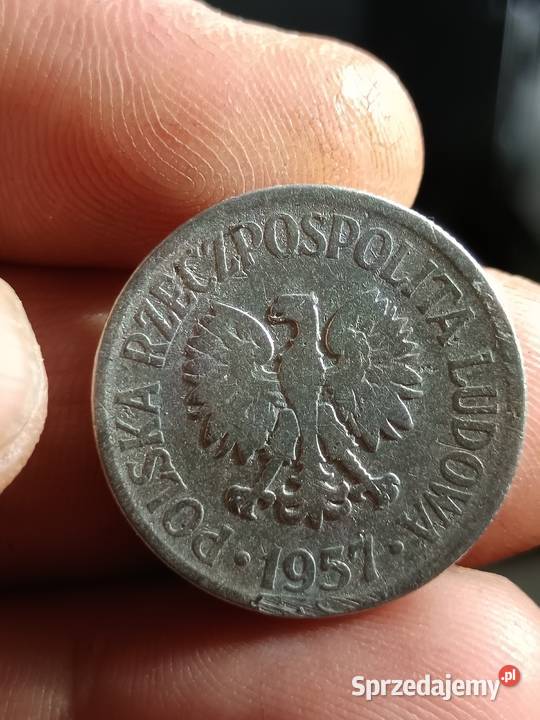 POLSKA RZECZPOSPOLITA LUDOWA
· 1957 ·
Sprzedajemy.pl